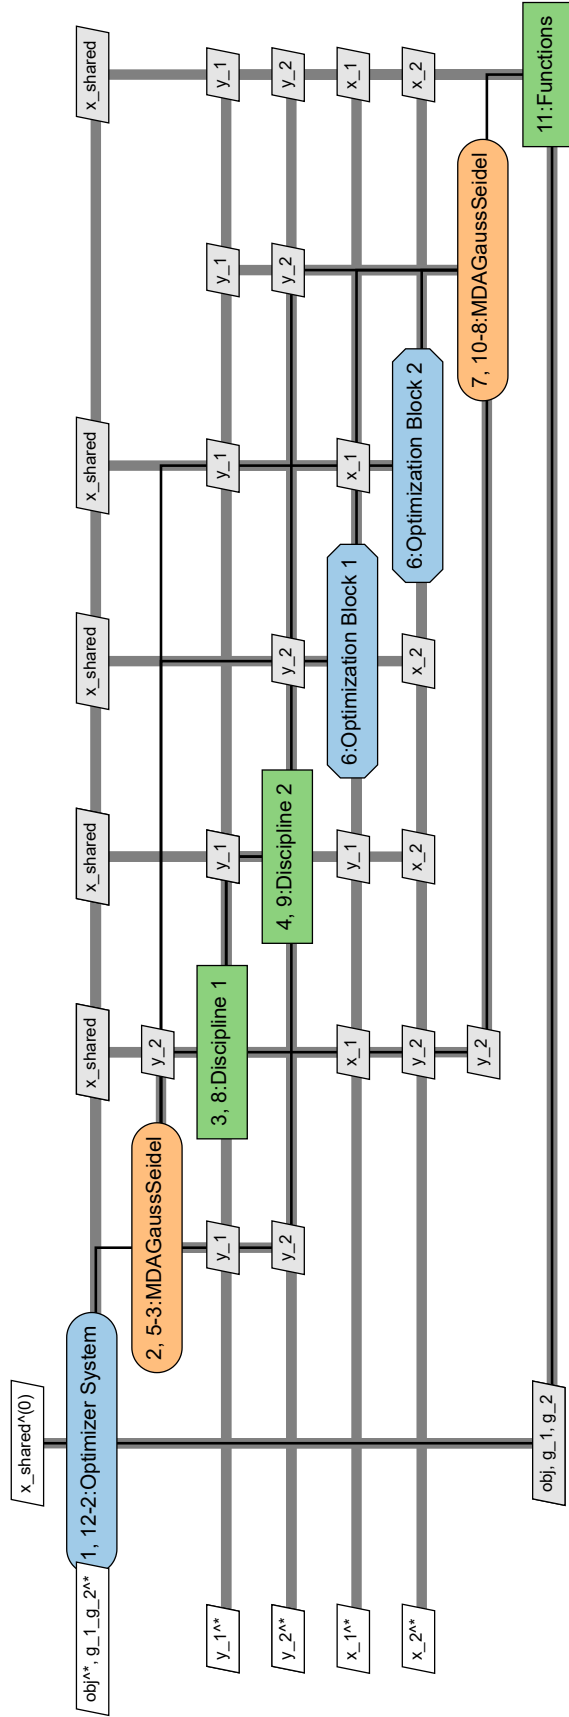 x_shared^(0)
obj^**, g_1_g_2^**
1, 12-2:Optimizer System
x_shared
x_shared
x_shared
x_shared
x_shared
2, 5-3:MDAGaussSeidel
y_2
y_1^**
y_1
3, 8:Discipline 1
y_1
y_1
y_1
y_1
y_2^**
y_2
4, 9:Discipline 2
y_2
y_2
y_2
x_1^**
x_1
y_1
6:Optimization Block 1
x_1
x_1
x_2^**
y_2
x_2
x_2
6:Optimization Block 2
x_2
y_2
7, 10-8:MDAGaussSeidel
obj, g_1, g_2
11:Functions